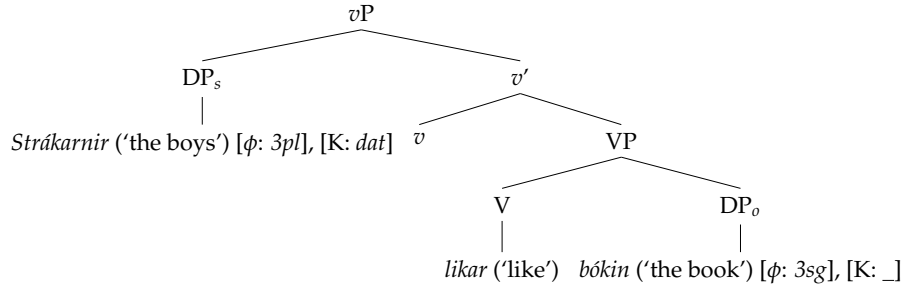 vP
DPₛ v′
Strákarnir (‘the boys’) [ϕ: 3pl], [K: dat] v VP
V DPₒ
likar (‘like’) bókin (‘the book’) [ϕ: 3sg], [K: _]